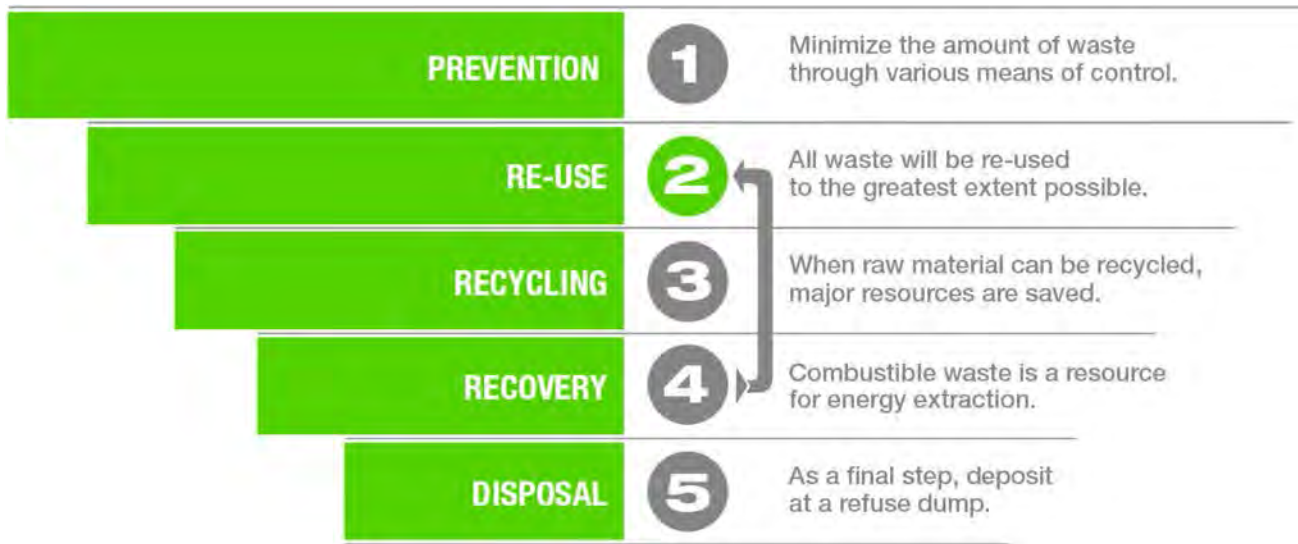 PREVENTION
1
Minimize the amount of waste
through various means of control.
RE-USE
2
All waste will be re-used
to the greatest extent possible.
RECYCLING
3
When raw material can be recycled,
major resources are saved.
RECOVERY
4
Combustible waste is a resource
for energy extraction.
DISPOSAL
5
As a final step, deposit
at a refuse dump.